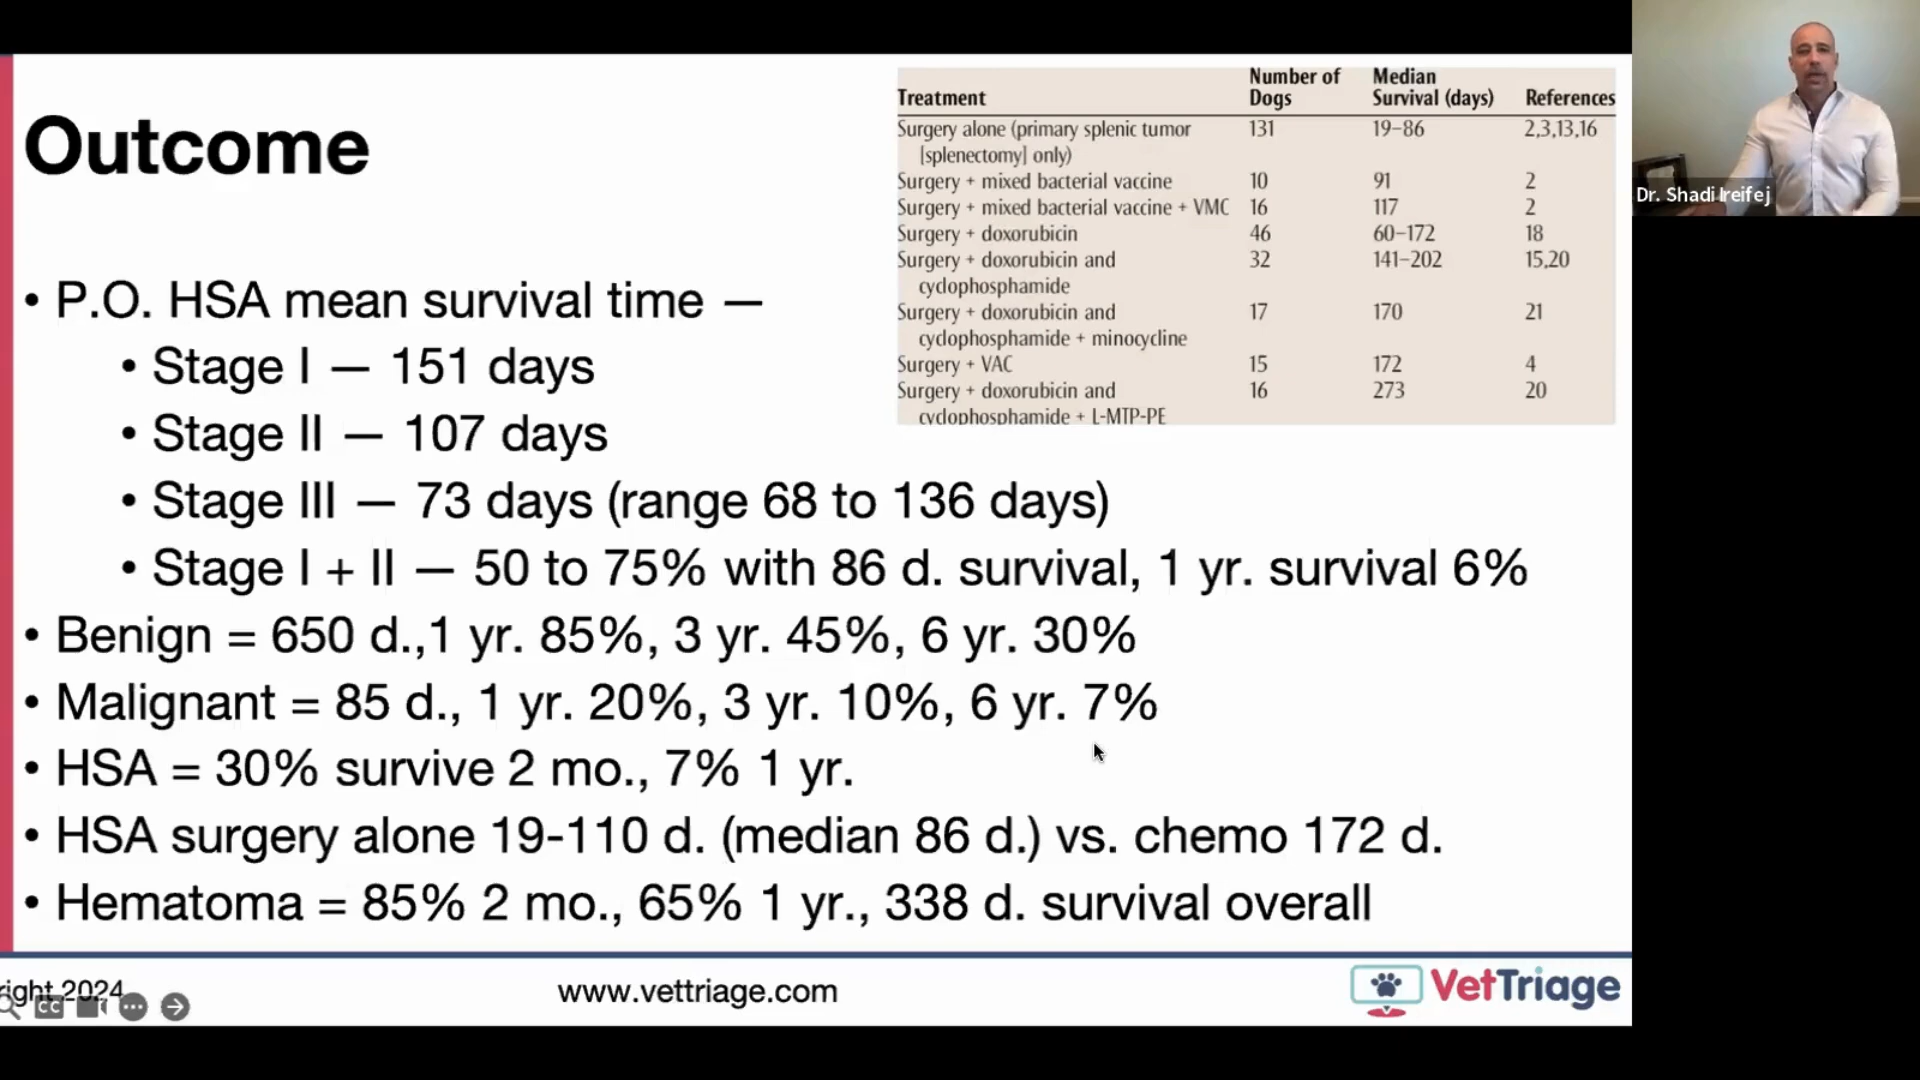 Outcome
• P.O. HSA mean survival time —
• Stage I — 151 days
• Stage II — 107 days
• Stage III — 73 days (range 68 to 136 days)
• Stage I + II — 50 to 75% with 86 d. survival, 1 yr. survival 6%
• Benign = 650 d.,1 yr. 85%, 3 yr. 45%, 6 yr. 30%
• Malignant = 85 d., 1 yr. 20%, 3 yr. 10%, 6 yr. 7%
• HSA = 30% survive 2 mo., 7% 1 yr.
• HSA surgery alone 19-110 d. (median 86 d.) vs. chemo 172 d.
• Hematoma = 85% 2 mo., 65% 1 yr., 338 d. survival overall
Number of Median
Treatment Dogs Survival (days) References
Surgery alone (primary splenic tumor 131 19–86 2,3,13,16
[splenectomy] only)
Surgery + mixed bacterial vaccine 10 91 2
Surgery + mixed bacterial vaccine + VMC 16 117 2
Surgery + doxorubicin 46 60–172 18
Surgery + doxorubicin and 32 141–202 15,20
cyclophosphamide
Surgery + doxorubicin and 17 170 21
cyclophosphamide + minocycline
Surgery + VAC 15 172 4
Surgery + doxorubicin and 16 273 20
cyclophosphamide + L-MTP-PE
Dr. Shadi Ireifej
right 2024
CC
www.vettriage.com
VetTriage